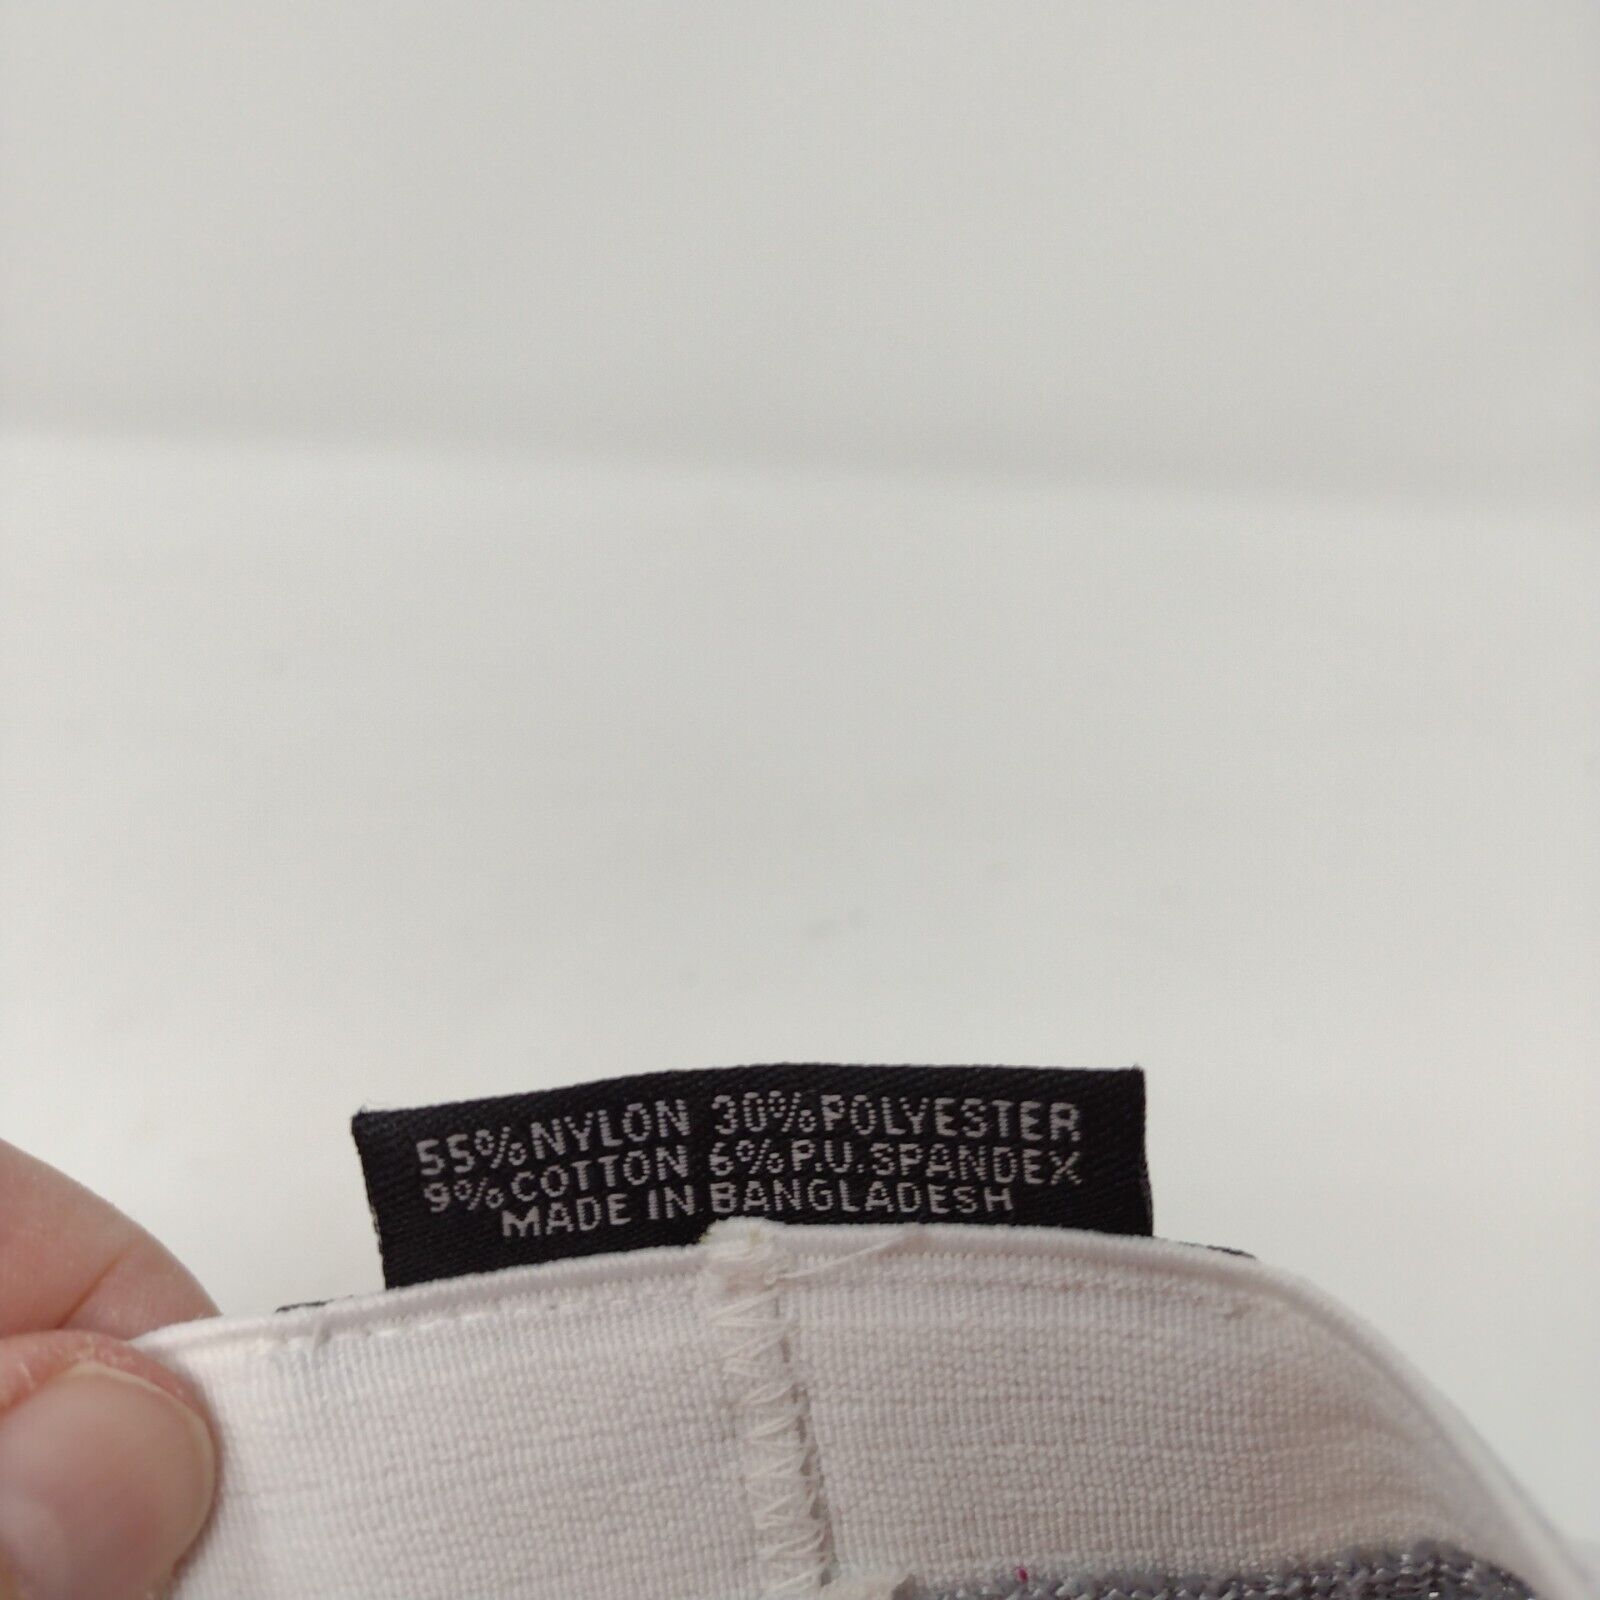 55% NYLON 30% POLYESTER
9% COTTON 6% P.U. SPANDEX
MADE IN BANGLADESH